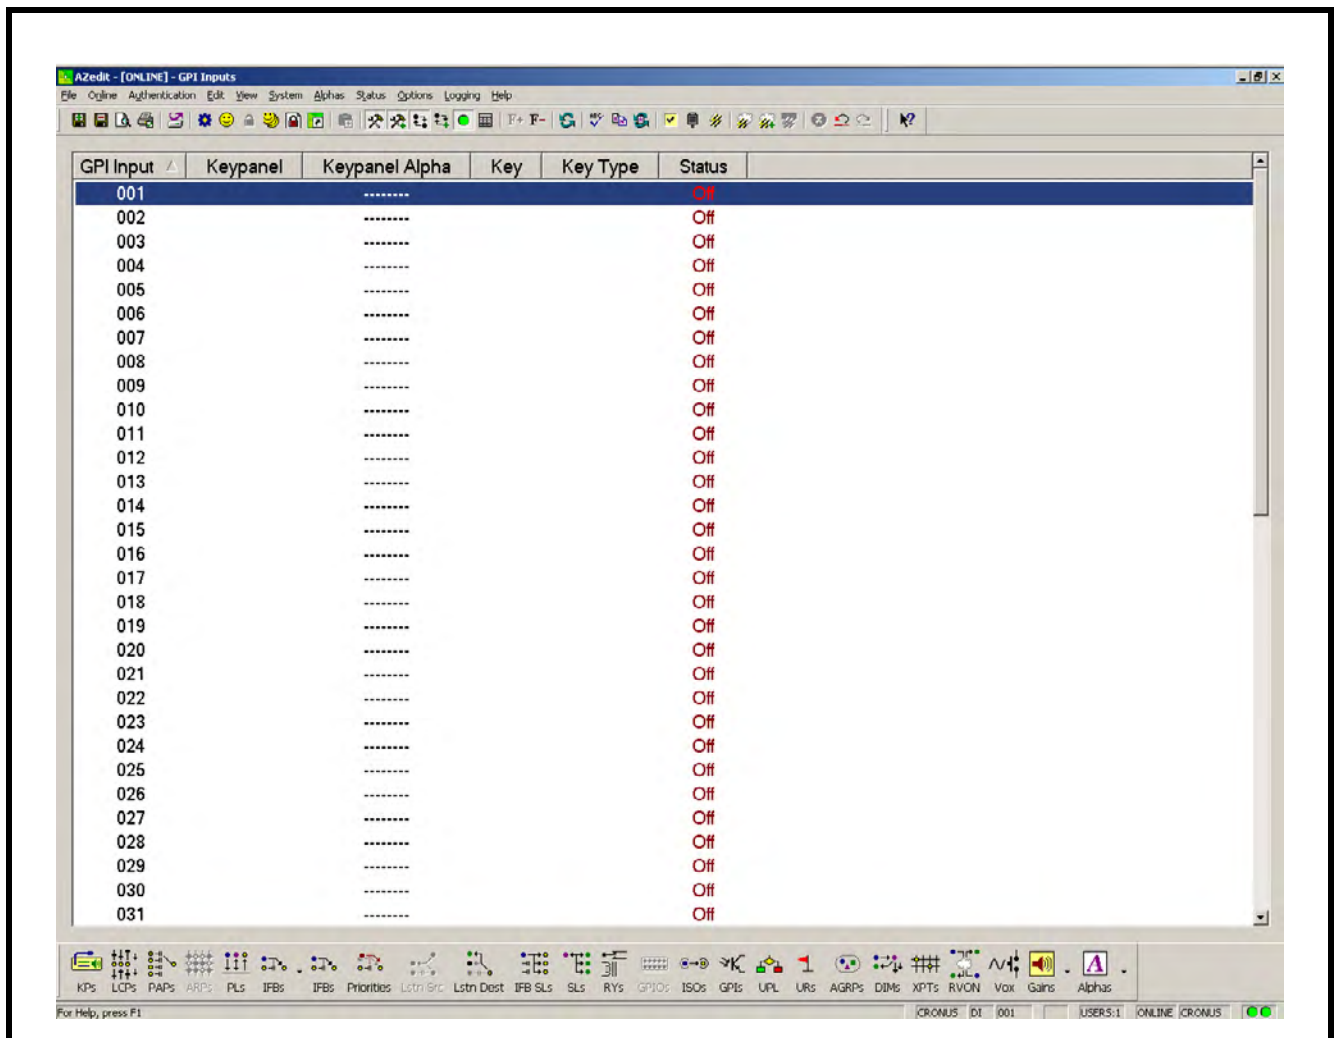 AZedit - [ONLINE] - GPI Inputs
File Online Authentication Edit View System Alphas Status Options Logging Help
F+ F-
GPI Input Keypanel Keypanel Alpha Key Key Type Status
001 -------- Off
002 -------- Off
003 -------- Off
004 -------- Off
005 -------- Off
006 -------- Off
007 -------- Off
008 -------- Off
009 -------- Off
010 -------- Off
011 -------- Off
012 -------- Off
013 -------- Off
014 -------- Off
015 -------- Off
016 -------- Off
017 -------- Off
018 -------- Off
019 -------- Off
020 -------- Off
021 -------- Off
022 -------- Off
023 -------- Off
024 -------- Off
025 -------- Off
026 -------- Off
027 -------- Off
028 -------- Off
029 -------- Off
030 -------- Off
031 -------- Off
KPs LCPs PAPs ARPs PLs IFBs IFBs Priorities Lstn Src Lstn Dest IFB SLs SLs RYs GPIOs ISOs GPIs UPL URs AGRPs DIMs XPTs RVON Vox Gains Alphas
For Help, press F1 CRONUS DI 001 USERS:1 ONLINE CRONUS